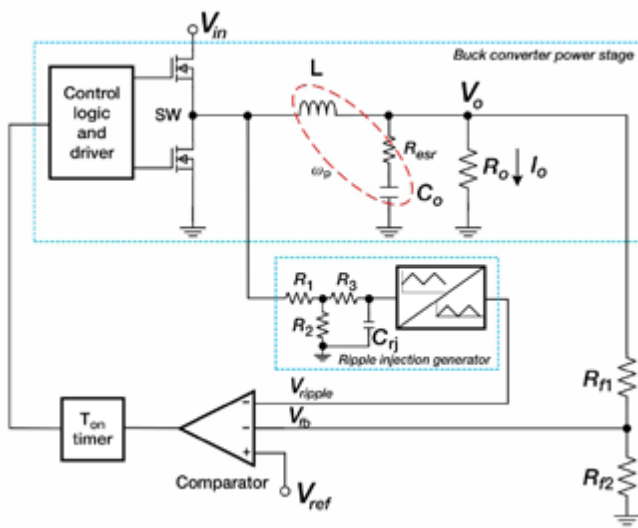 Vin
Buck converter power stage
Control
logic
and
driver
SW
L
Vo
Resr
Ro
Io
ωp
Co
R1
R3
R2
Crj
Ripple injection generator
Rf1
Vripple
Vfb
Ton
timer
Comparator
Vref
Rf2